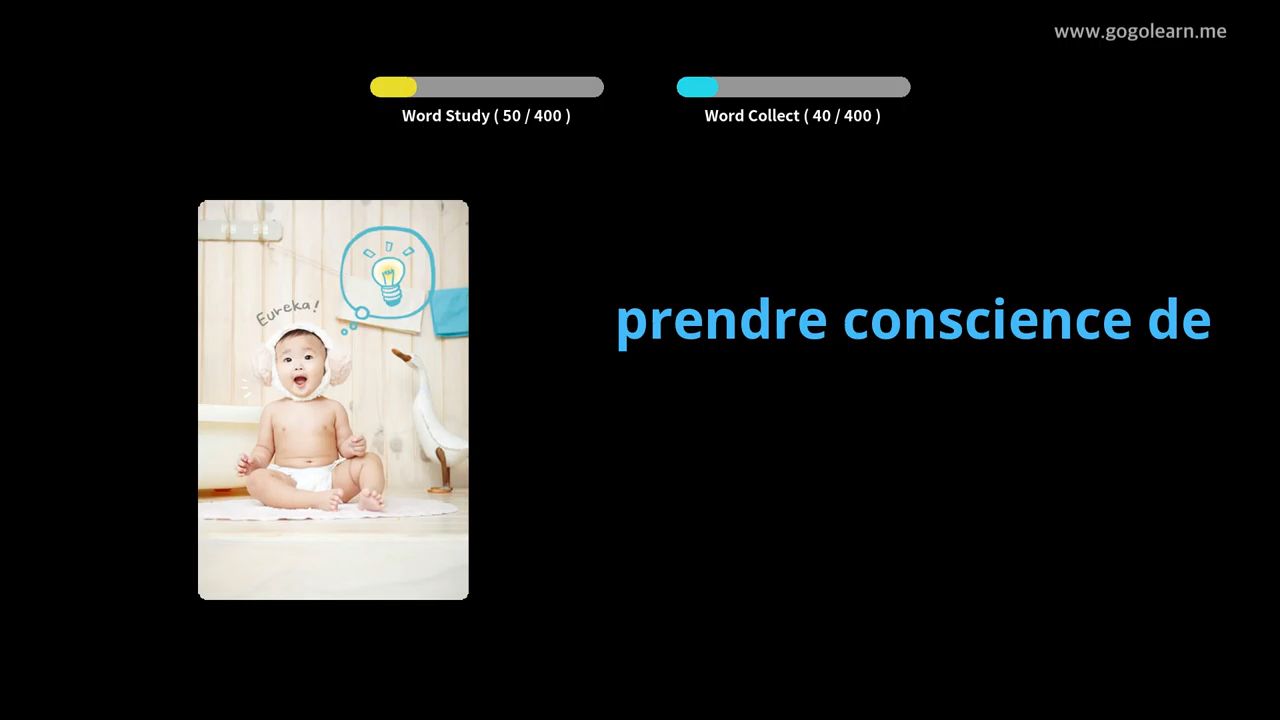 www.gogolearn.me
Word Study ( 50 / 400 )
Word Collect ( 40 / 400 )
Eureka!
prendre conscience de